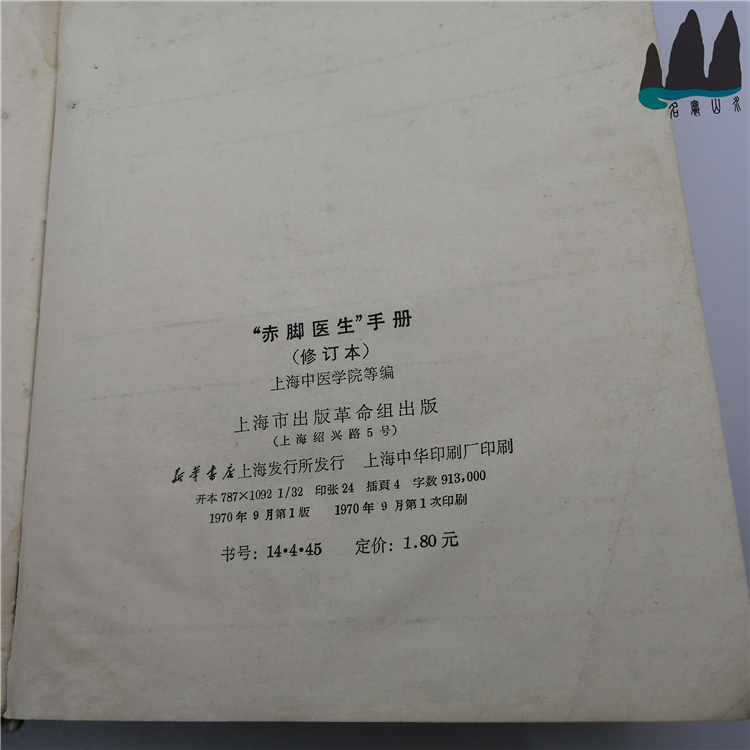 “赤脚医生”手册
(修订本)
上海中医学院等编
上海市出版革命组出版
(上海绍兴路5号)
新华书店上海发行所发行 上海中华印刷厂印刷
开本 787×1092 1/32 印张 24 插頁 4 字数 913,000
1970年9月第1版 1970年9月第1次印刷
书号: 14·4·45 定价: 1.80 元